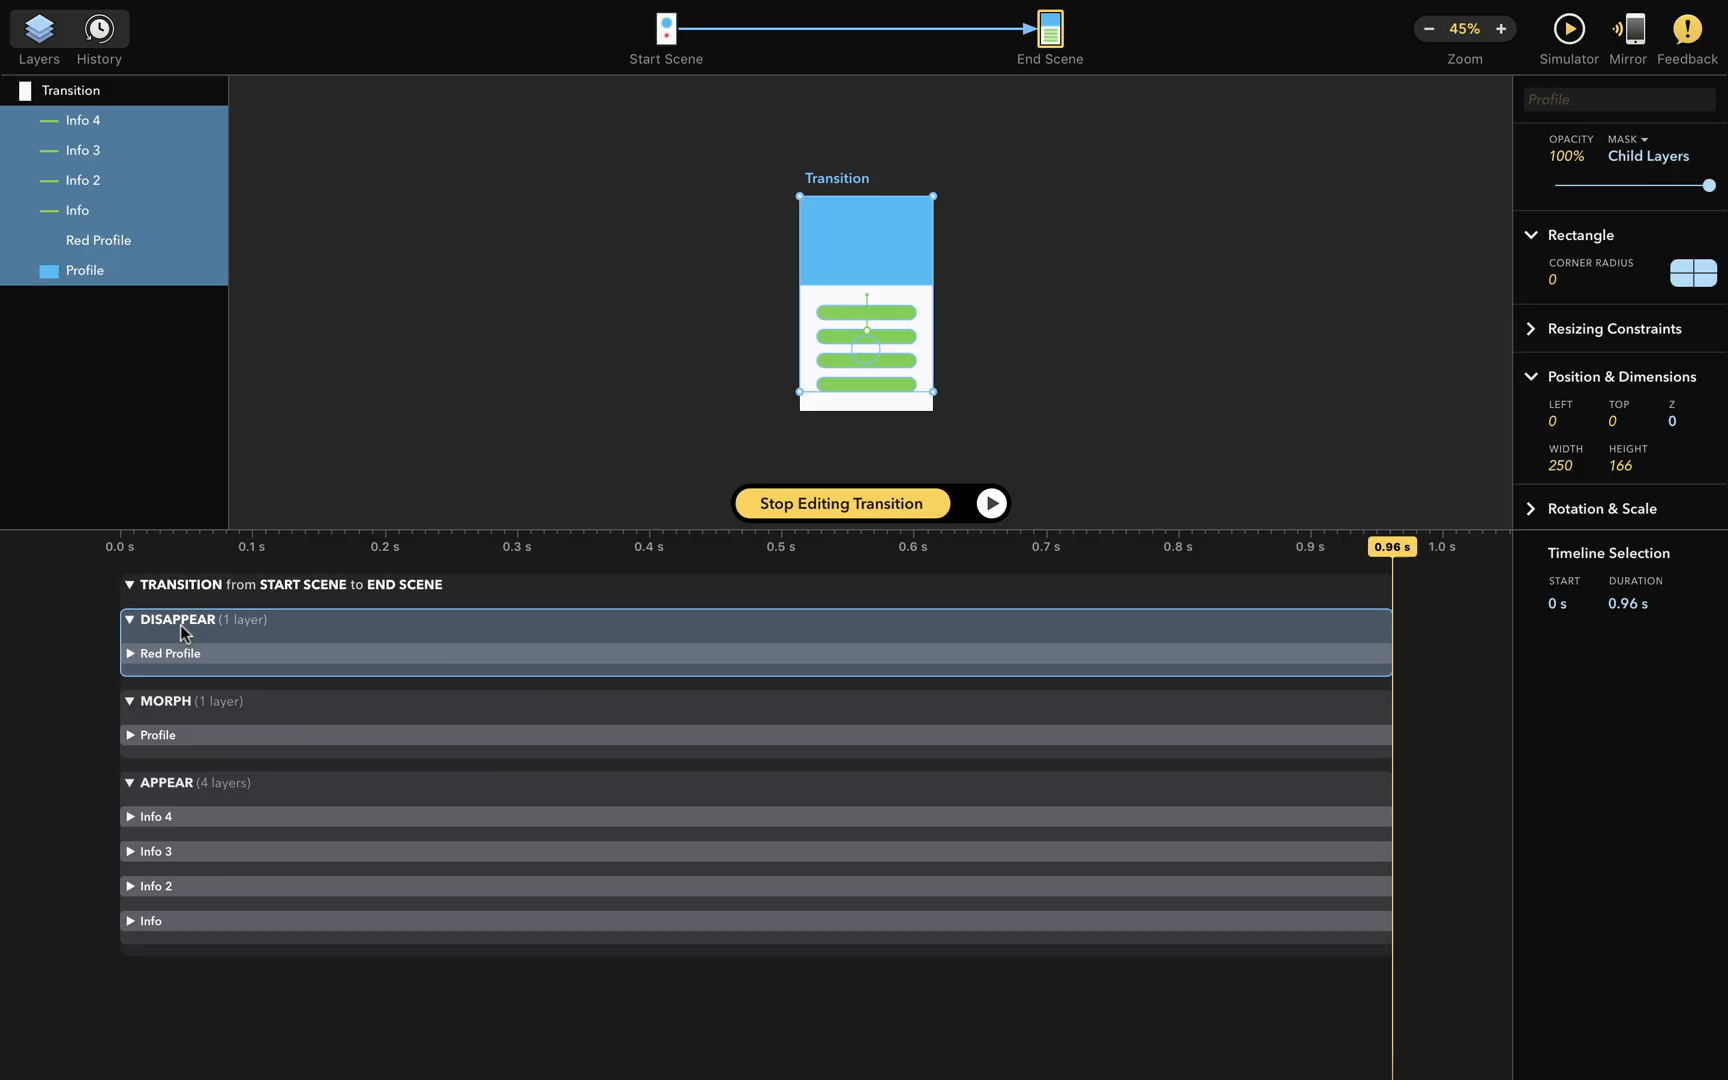 Layers
History
Start Scene
End Scene
45%
Zoom
Simulator
Mirror
Feedback
Transition
Info 4
Info 3
Info 2
Info
Red Profile
Profile
Transition
Stop Editing Transition
Profile
OPACITY
MASK
100%
Child Layers
Rectangle
CORNER RADIUS
0
Resizing Constraints
Position & Dimensions
LEFT TOP Z
0 0 0
WIDTH HEIGHT
250 166
Rotation & Scale
0.0 s 0.1 s 0.2 s 0.3 s 0.4 s 0.5 s 0.6 s 0.7 s 0.8 s 0.9 s 0.96 s 1.0 s
TRANSITION from START SCENE to END SCENE
DISAPPEAR (1 layer)
Red Profile
MORPH (1 layer)
Profile
APPEAR (4 layers)
Info 4
Info 3
Info 2
Info
Timeline Selection
START DURATION
0 s 0.96 s